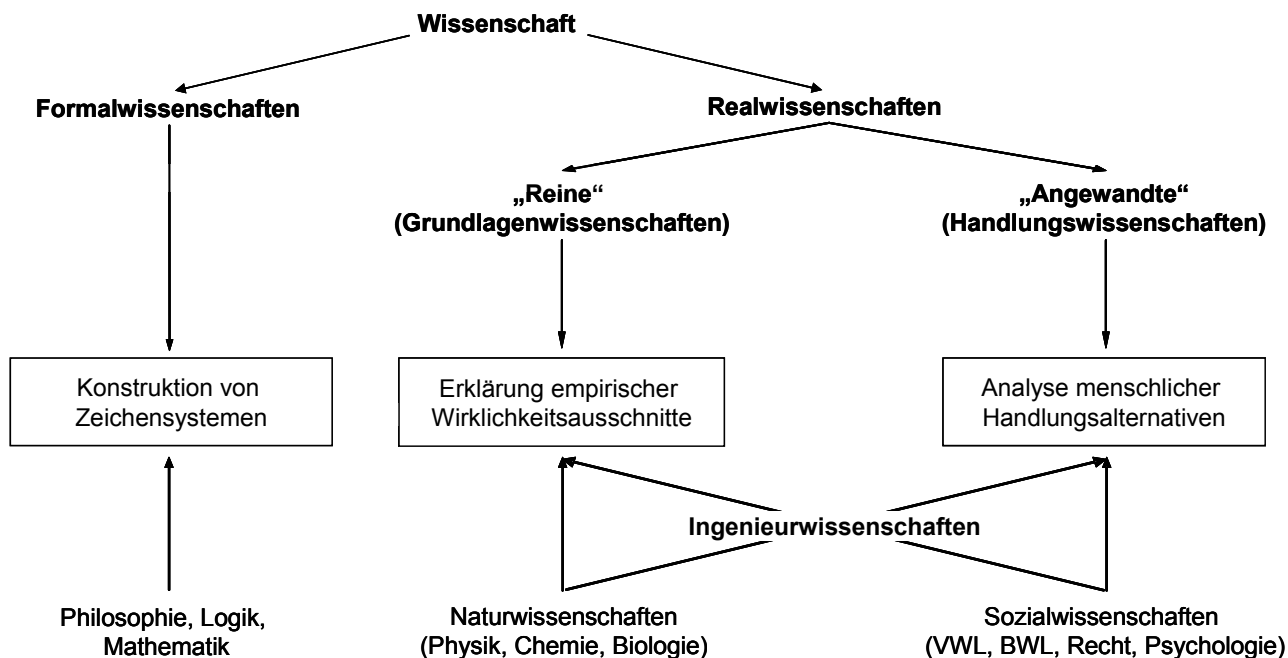 Wissenschaft
Formalwissenschaften
Realwissenschaften
„Reine“
(Grundlagenwissenschaften)
„Angewandte“
(Handlungswissenschaften)
Konstruktion von
Zeichensystemen
Erklärung empirischer
Wirklichkeitsausschnitte
Analyse menschlicher
Handlungsalternativen
Ingenieurwissenschaften
Philosophie, Logik,
Mathematik
Naturwissenschaften
(Physik, Chemie, Biologie)
Sozialwissenschaften
(VWL, BWL, Recht, Psychologie)